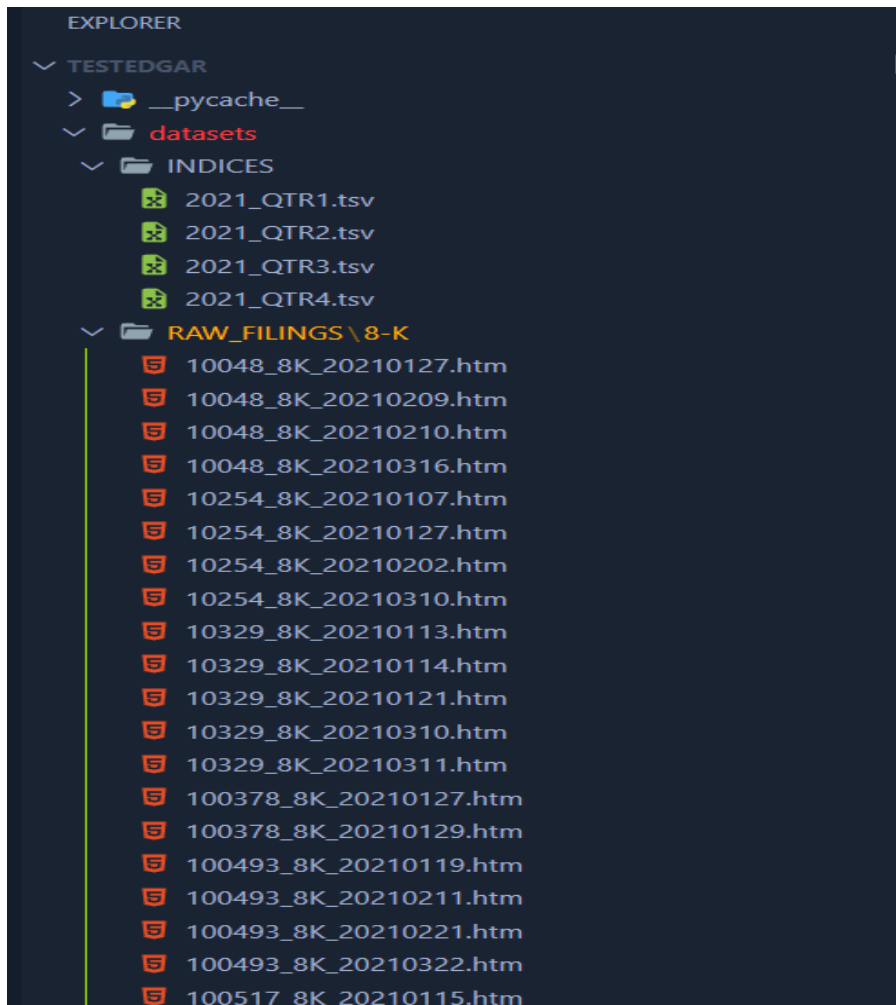 EXPLORER
TESTEDGAR
__pycache__
datasets
INDICES
2021_QTR1.tsv
2021_QTR2.tsv
2021_QTR3.tsv
2021_QTR4.tsv
RAW_FILINGS\8-K
10048_8K_20210127.htm
10048_8K_20210209.htm
10048_8K_20210210.htm
10048_8K_20210316.htm
10254_8K_20210107.htm
10254_8K_20210127.htm
10254_8K_20210202.htm
10254_8K_20210310.htm
10329_8K_20210113.htm
10329_8K_20210114.htm
10329_8K_20210121.htm
10329_8K_20210310.htm
10329_8K_20210311.htm
100378_8K_20210127.htm
100378_8K_20210129.htm
100493_8K_20210119.htm
100493_8K_20210211.htm
100493_8K_20210221.htm
100493_8K_20210322.htm
100517_8K_20210115.htm